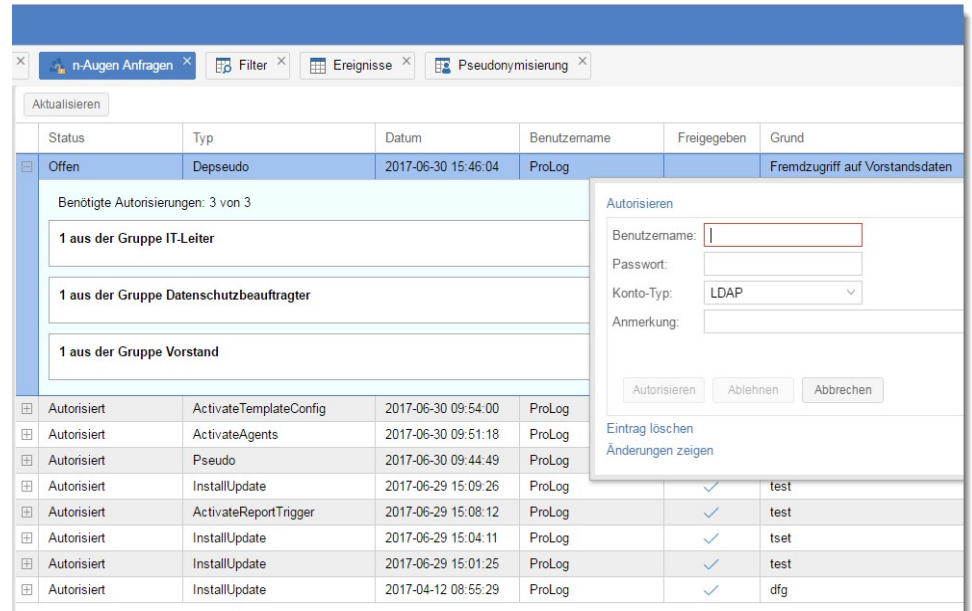 n-Augen Anfragen Filter Ereignisse Pseudonymisierung
Aktualisieren
Status Typ Datum Benutzername Freigegeben Grund
Offen Depseudo 2017-06-30 15:46:04 ProLog Fremdzugriff auf Vorstandsdaten
Benötigte Autorisierungen: 3 von 3
1 aus der Gruppe IT-Leiter
1 aus der Gruppe Datenschutzbeauftragter
1 aus der Gruppe Vorstand
Autorisieren
Benutzername:
Passwort:
Konto-Typ: LDAP
Anmerkung:
Autorisieren Ablehnen Abbrechen
Eintrag löschen
Änderungen zeigen
Autorisiert ActivateTemplateConfig 2017-06-30 09:54:00 ProLog
Autorisiert ActivateAgents 2017-06-30 09:51:18 ProLog
Autorisiert Pseudo 2017-06-30 09:44:49 ProLog
Autorisiert InstallUpdate 2017-06-29 15:09:26 ProLog test
Autorisiert ActivateReportTrigger 2017-06-29 15:08:12 ProLog test
Autorisiert InstallUpdate 2017-06-29 15:04:11 ProLog tset
Autorisiert InstallUpdate 2017-06-29 15:01:25 ProLog test
Autorisiert InstallUpdate 2017-04-12 08:55:29 ProLog dfg